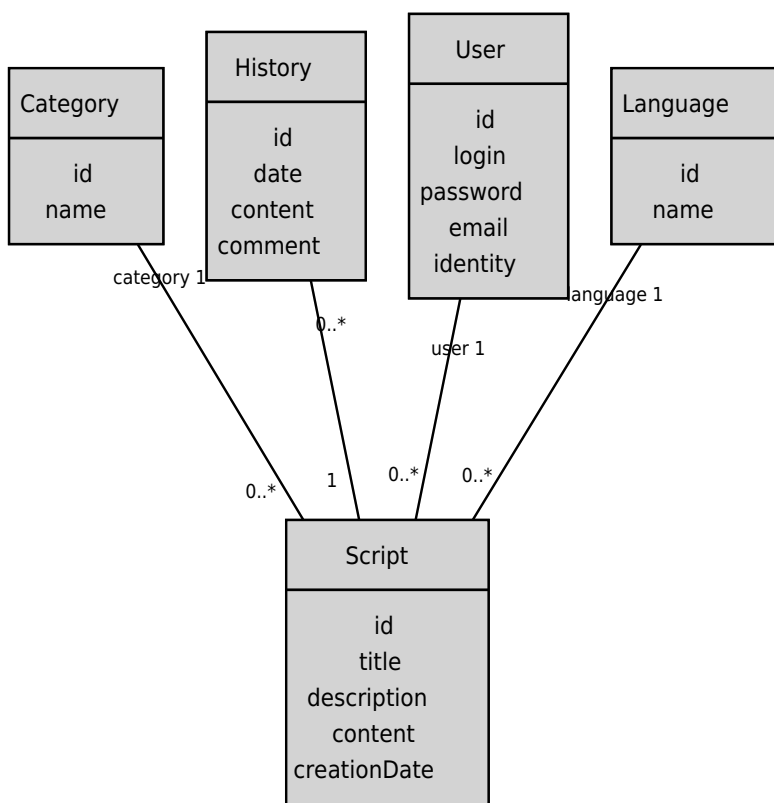 Category
id
name
History
id
date
content
comment
User
id
login
password
email
identity
Language
id
name
category 1
0..*
user 1
language 1
0..*
1
0..*
0..*
Script
id
title
description
content
creationDate